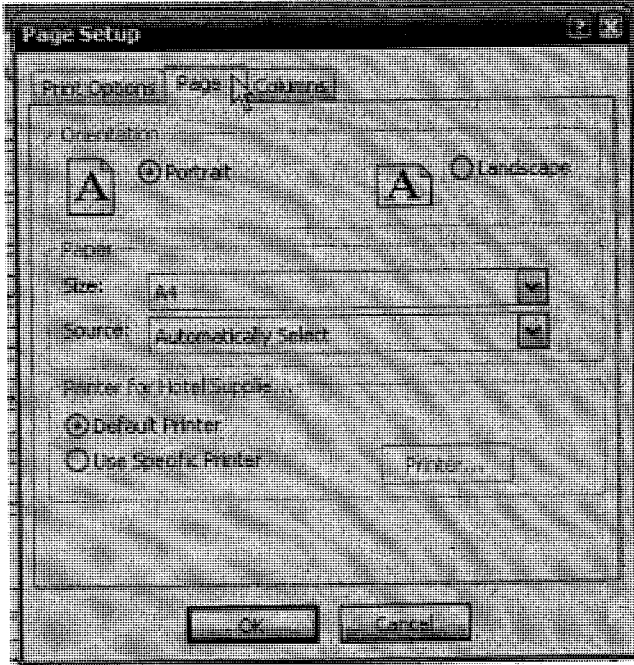 Page Setup
Print Options Page Columns
Orientation
A Portrait A Landscape
Paper
Size: A4
Source: Automatically Select
Printer for Hotel Supplie...
Default Printer
Use Specific Printer Printer...
OK Cancel